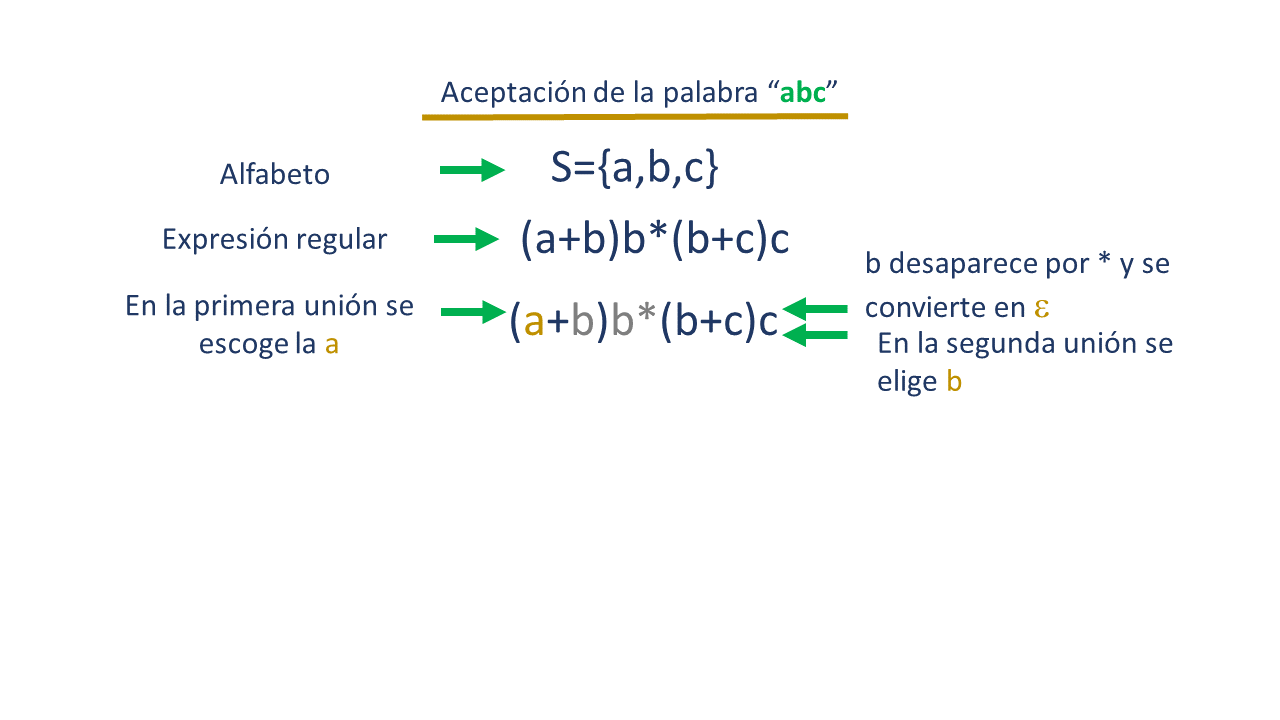 Aceptación de la palabra “abc”
Alfabeto
S={a,b,c}
Expresión regular
(a+b)b*(b+c)c
En la primera unión se
escoge la a
(a+b)b*(b+c)c
b desaparece por * y se
convierte en ε
En la segunda unión se
elige b